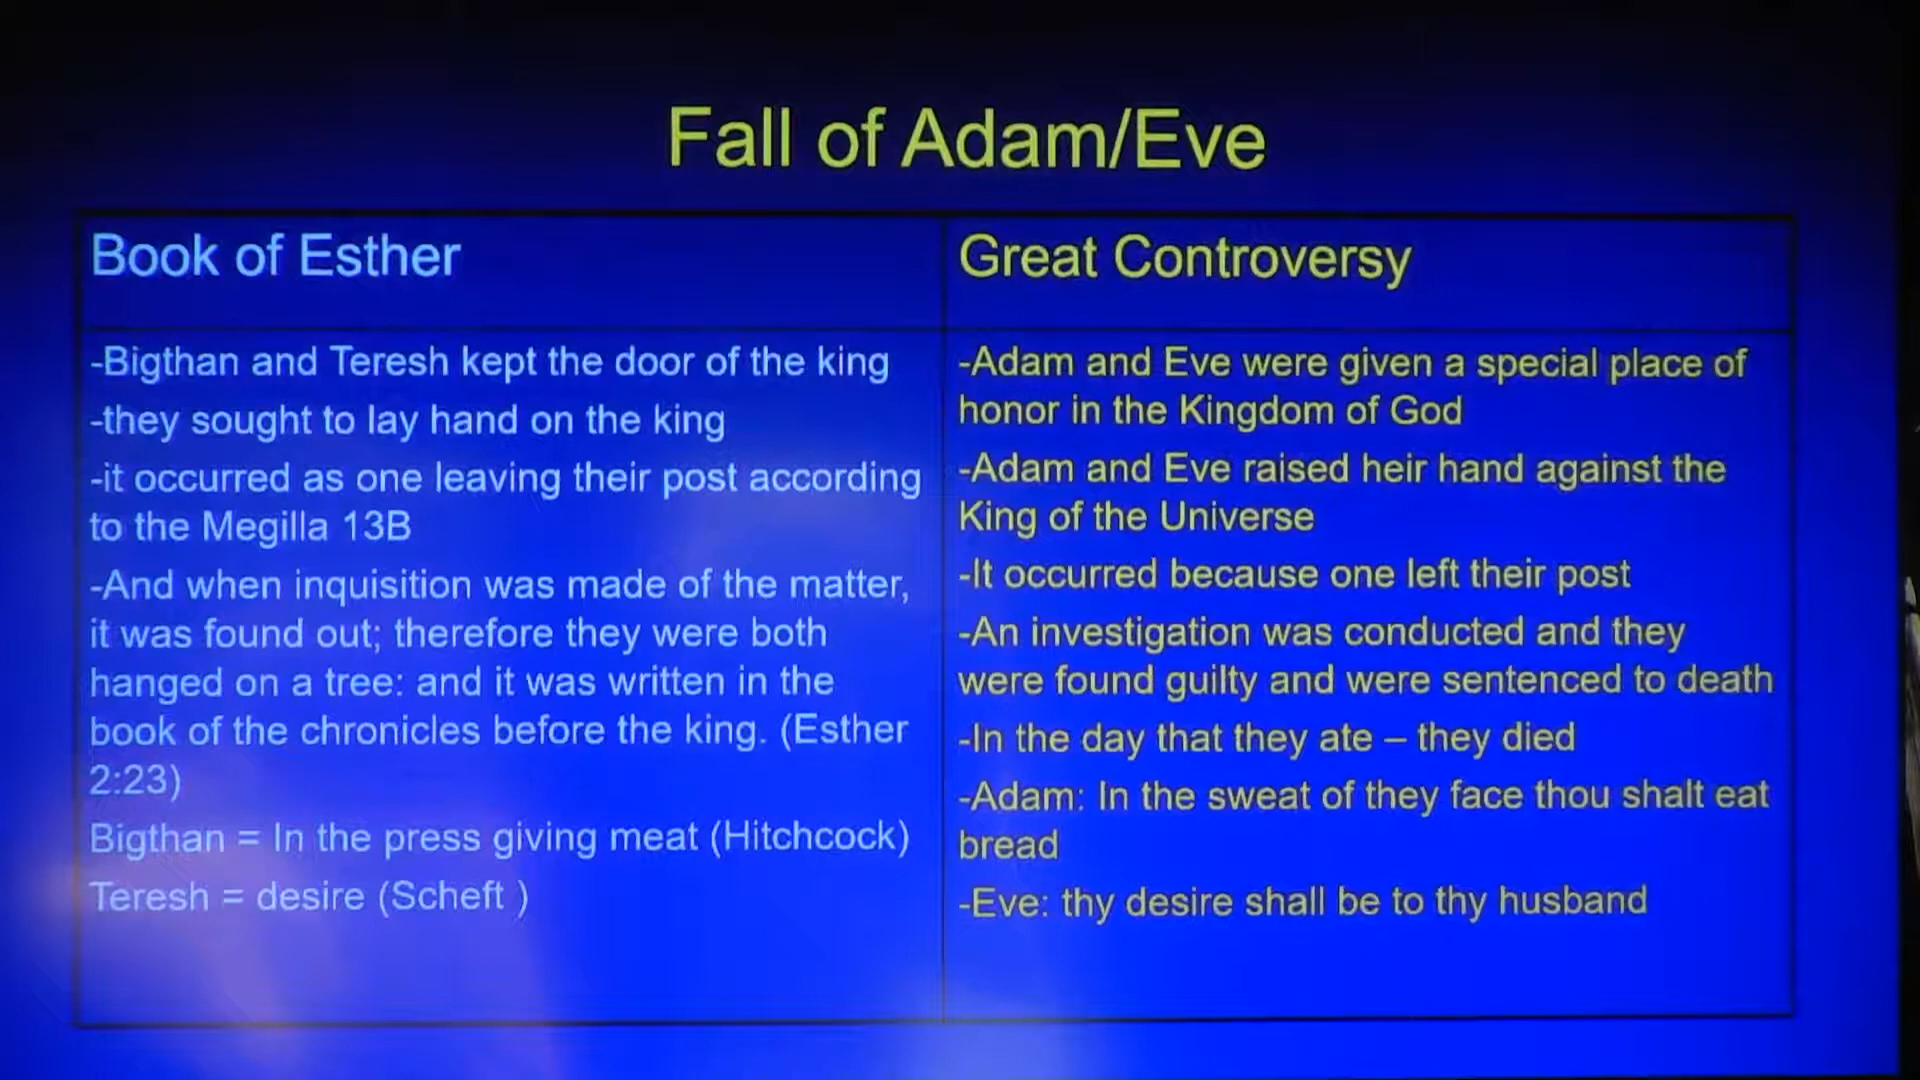 Fall of Adam/Eve
Book of Esther
-Bigthan and Teresh kept the door of the king
-they sought to lay hand on the king
-it occurred as one leaving their post according
to the Megilla 13B
-And when inquisition was made of the matter,
it was found out; therefore they were both
hanged on a tree: and it was written in the
book of the chronicles before the king. (Esther
2:23)
Bigthan = In the press giving meat (Hitchcock)
Teresh = desire (Scheft )
Great Controversy
-Adam and Eve were given a special place of
honor in the Kingdom of God
-Adam and Eve raised heir hand against the
King of the Universe
-It occurred because one left their post
-An investigation was conducted and they
were found guilty and were sentenced to death
-In the day that they ate – they died
-Adam: In the sweat of they face thou shalt eat
bread
-Eve: thy desire shall be to thy husband